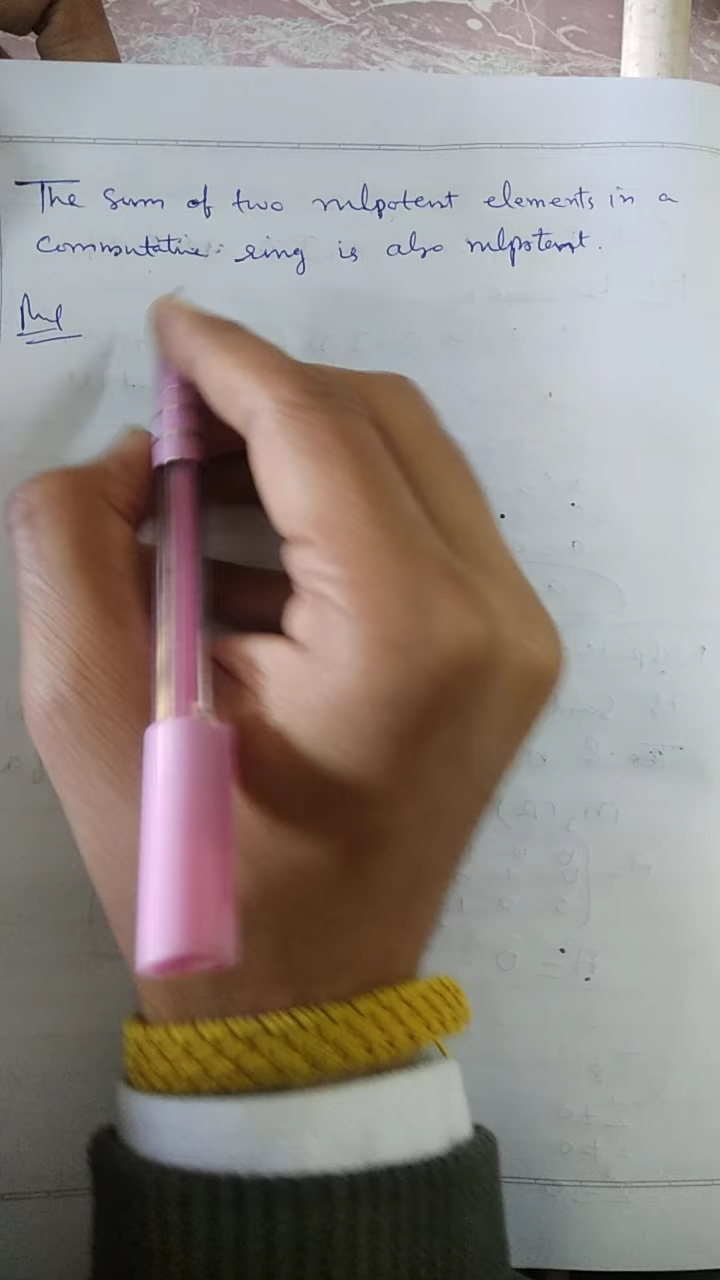 The sum of two nilpotent elements in a
commutative ring is also nilpotent.